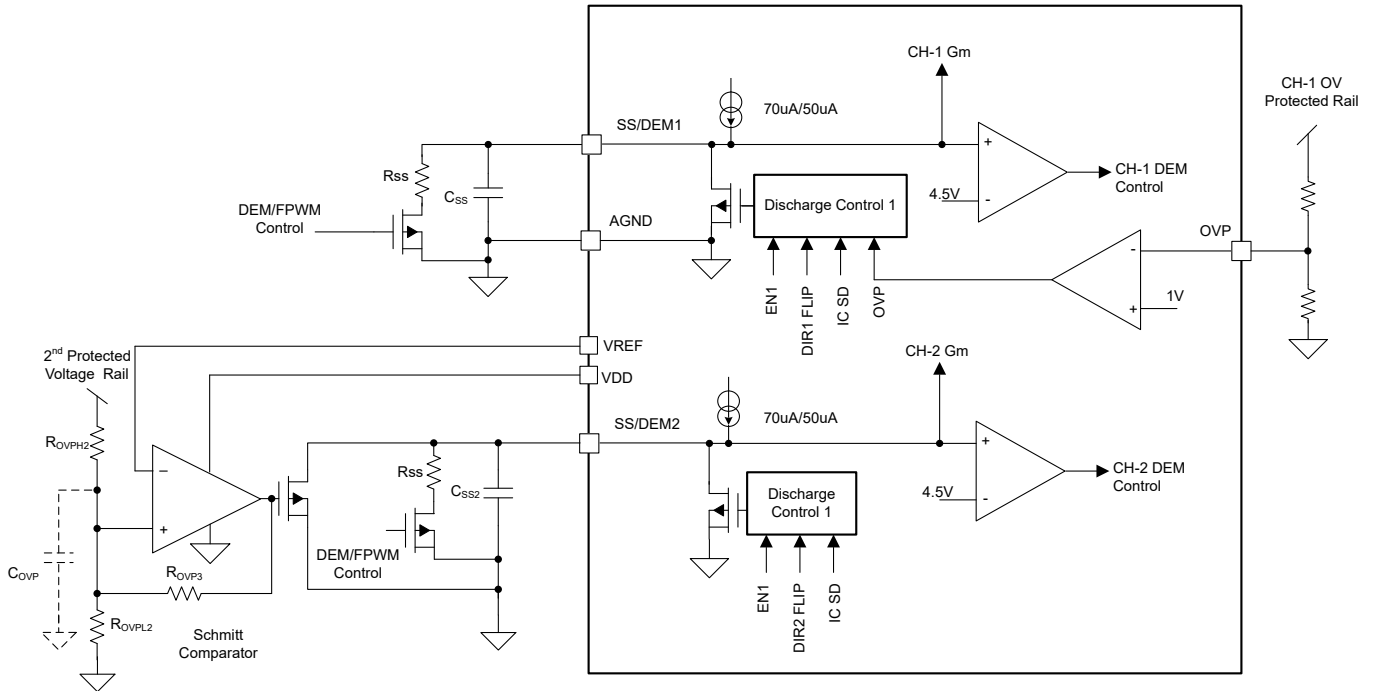 CH-1 Gm
CH-1 OV
Protected Rail
70uA/50uA
SS/DEM1
+
CH-1 DEM
Control
4.5V
-
Rss
CSS
Discharge Control 1
DEM/FPWM
Control
AGND
OVP
-
EN1
DIR1 FLIP
IC SD
OVP
1V
+
2nd Protected
Voltage Rail
VREF
VDD
CH-2 Gm
70uA/50uA
SS/DEM2
ROVPH2
+
CH-2 DEM
Control
4.5V
-
Rss
CSS2
Discharge
Control 1
−
+
DEM/FPWM
Control
COVP
ROVP3
EN1
DIR2 FLIP
IC SD
ROVPL2
Schmitt
Comparator